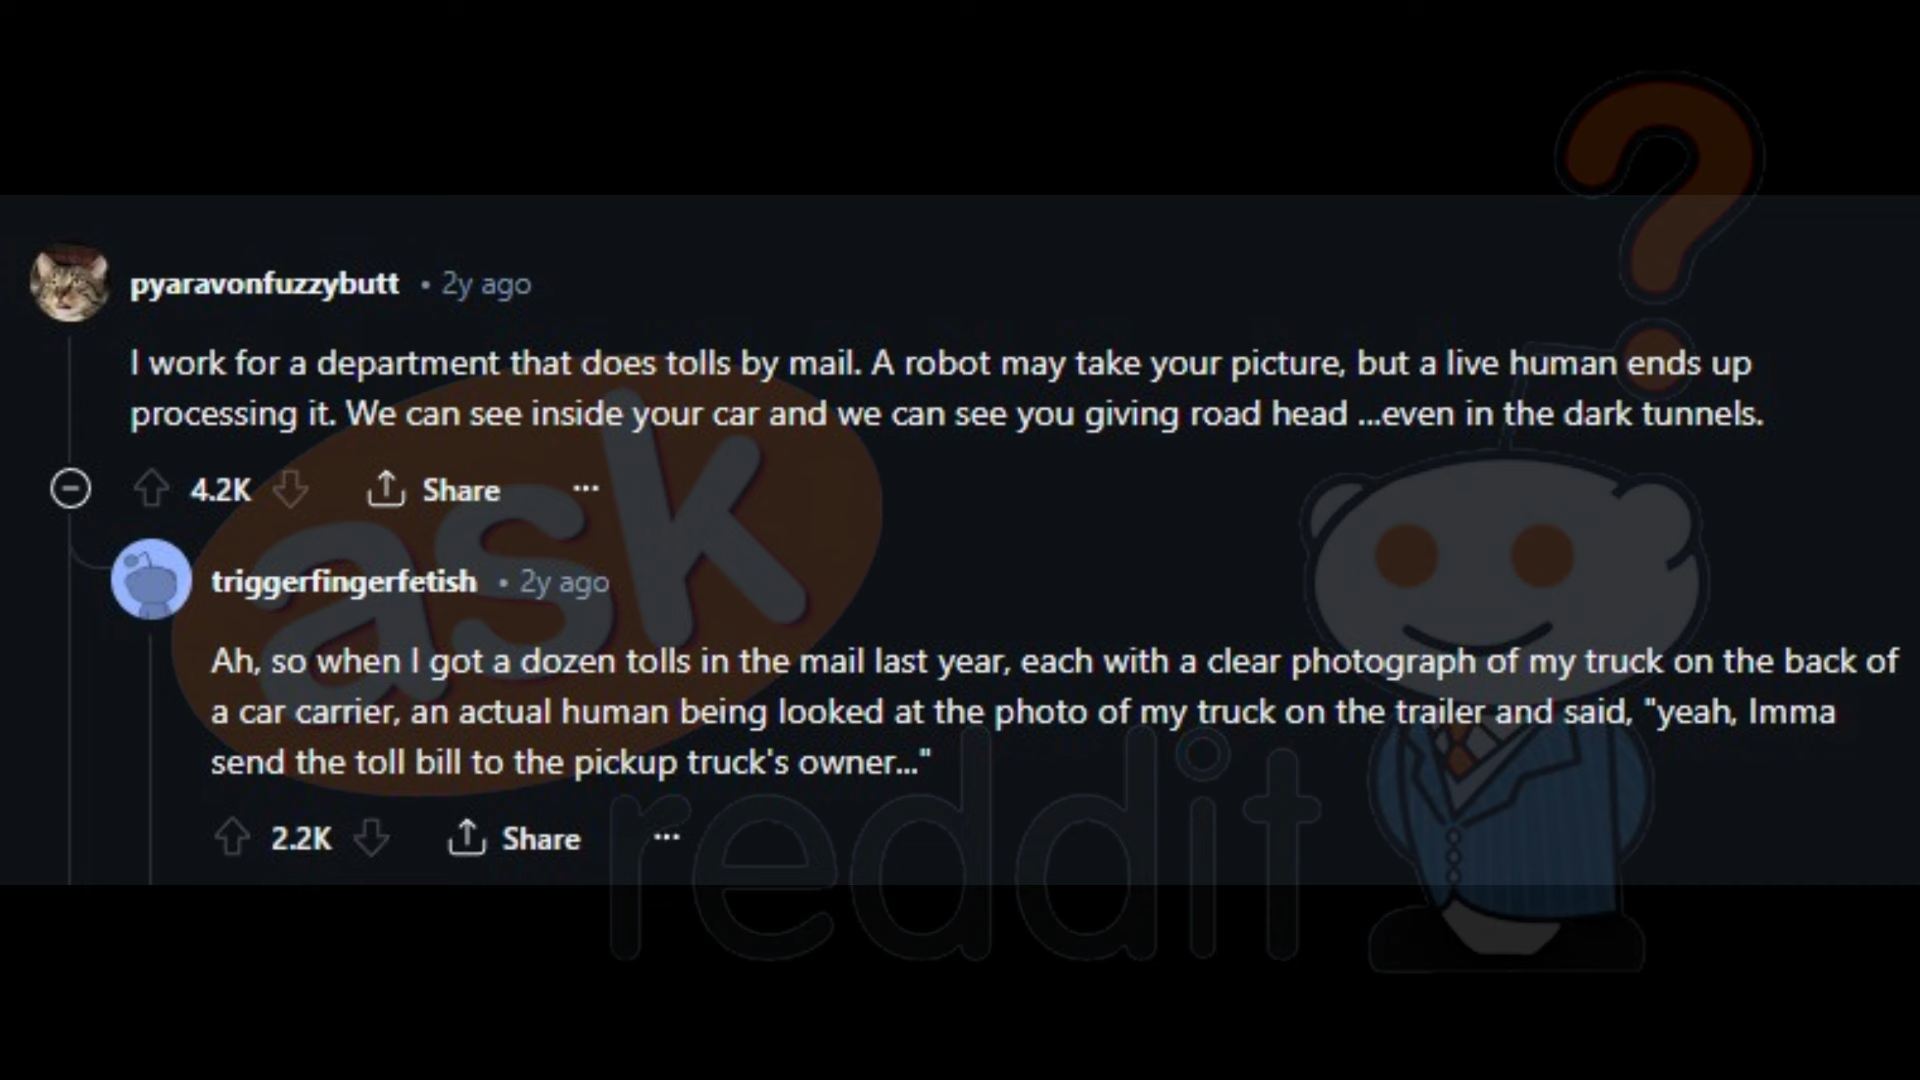 pyaravonfuzzybutt • 2y ago
I work for a department that does tolls by mail. A robot may take your picture, but a live human ends up
processing it. We can see inside your car and we can see you giving road head ...even in the dark tunnels.
4.2K Share ...
triggerfingerfetish • 2y ago
Ah, so when I got a dozen tolls in the mail last year, each with a clear photograph of my truck on the back of
a car carrier, an actual human being looked at the photo of my truck on the trailer and said, "yeah, Imma
send the toll bill to the pickup truck's owner..."
2.2K Share ...
ask
reddit
?